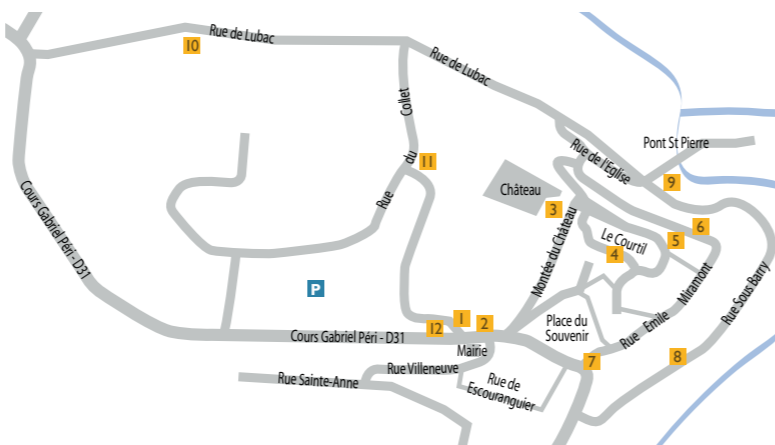 Rue de Lubac
10
Rue de Lubac
Collet
du
Rue
11
Pont St Pierre
Rue de l'Eglise
9
Château
3
Le Courtil
4
5
6
Montée du Château
Cours Gabriel Péri - D31
P
Rue Emile Miramont
Rue Sous Barry
Place du
Souvenir
1
2
12
Cours Gabriel Péri - D31
Mairie
7
8
Rue Villeneuve
Rue Sainte-Anne
Rue de
Escouranguier